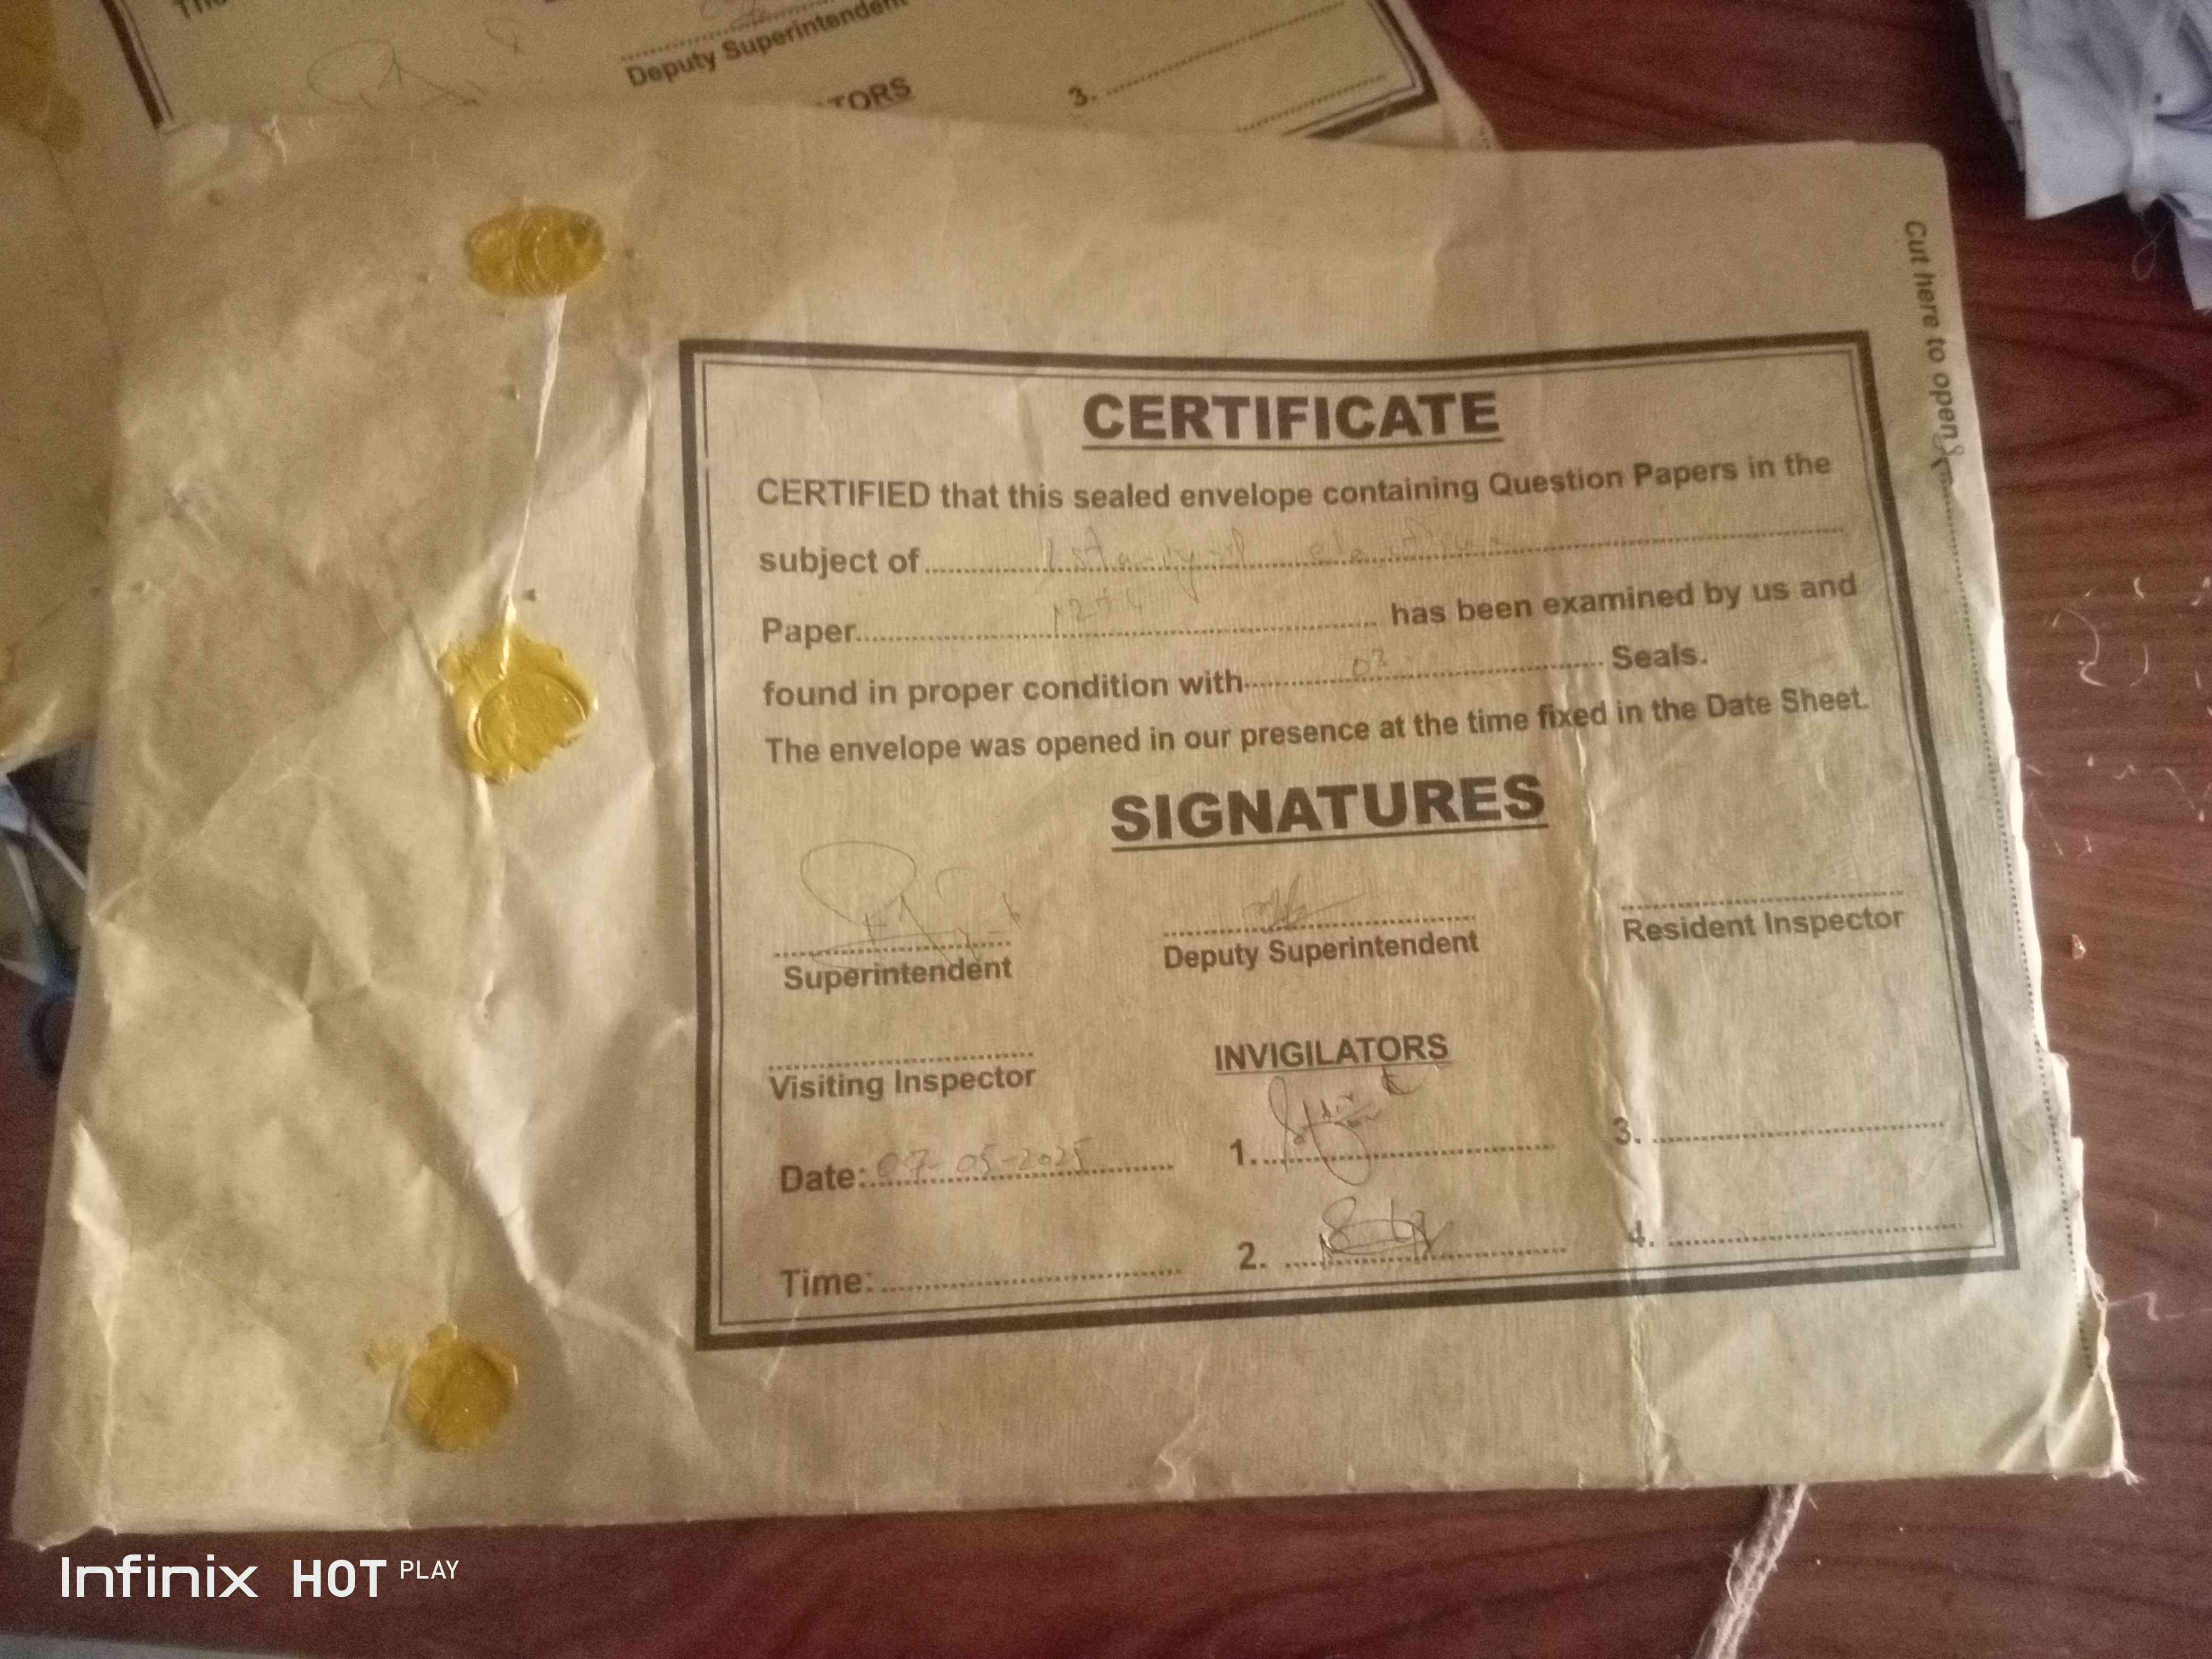 Deputy Superintendent
TORS
3.
Cut here to open
CERTIFICATE
CERTIFIED that this sealed envelope containing Question Papers in the
subject of
Paper has been examined by us and
found in proper condition with 03 Seals.
The envelope was opened in our presence at the time fixed in the Date Sheet.
SIGNATURES
Superintendent
Deputy Superintendent
Resident Inspector
Visiting Inspector
INVIGILATORS
Date: 07-05-2025
1.
3.
Time:
2.
4.
Infinix HOT PLAY